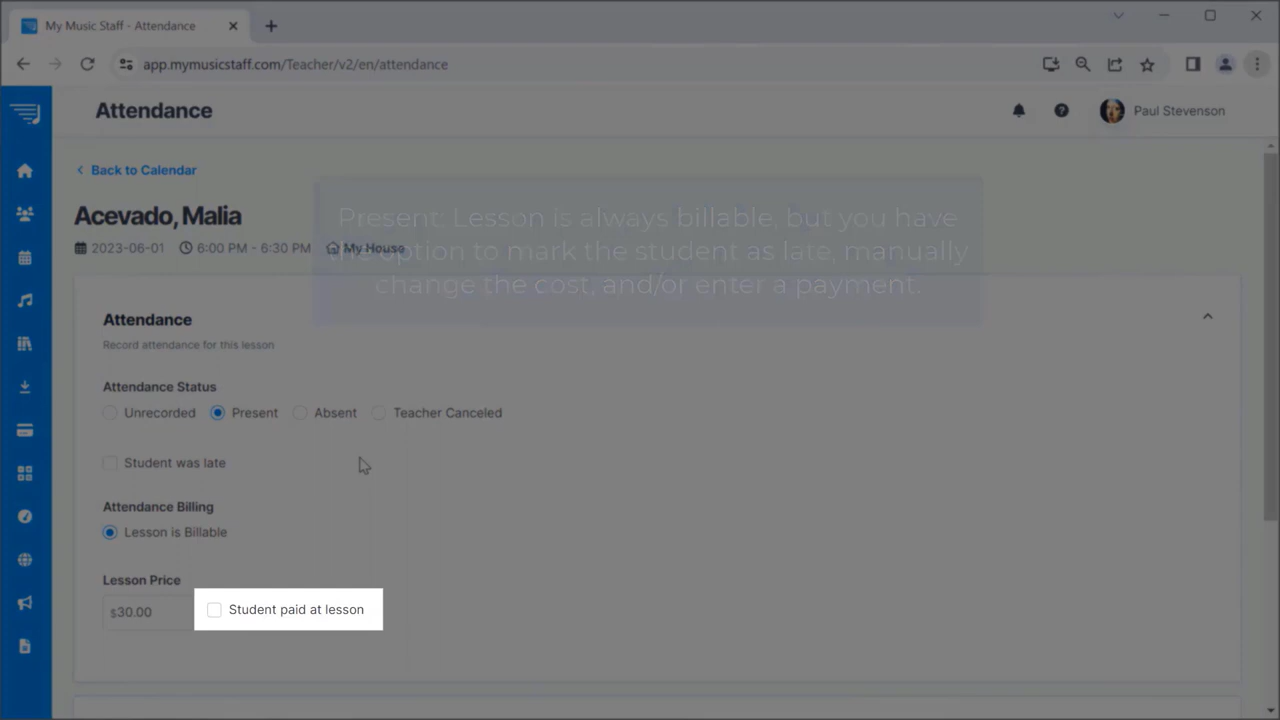 My Music Staff - Attendance
app.mymusicstaff.com/Teacher/v2/en/attendance
Attendance
Paul Stevenson
Back to Calendar
Acevado, Malia
2023-06-01 6:00 PM - 6:30 PM My House
Present: Lesson is always billable, but you have
the option to mark the student as late, manually
change the cost, and/or enter a payment.
Attendance
Record attendance for this lesson
Attendance Status
Unrecorded Present Absent Teacher Canceled
Student was late
Attendance Billing
Lesson is Billable
Lesson Price
$30.00 Student paid at lesson